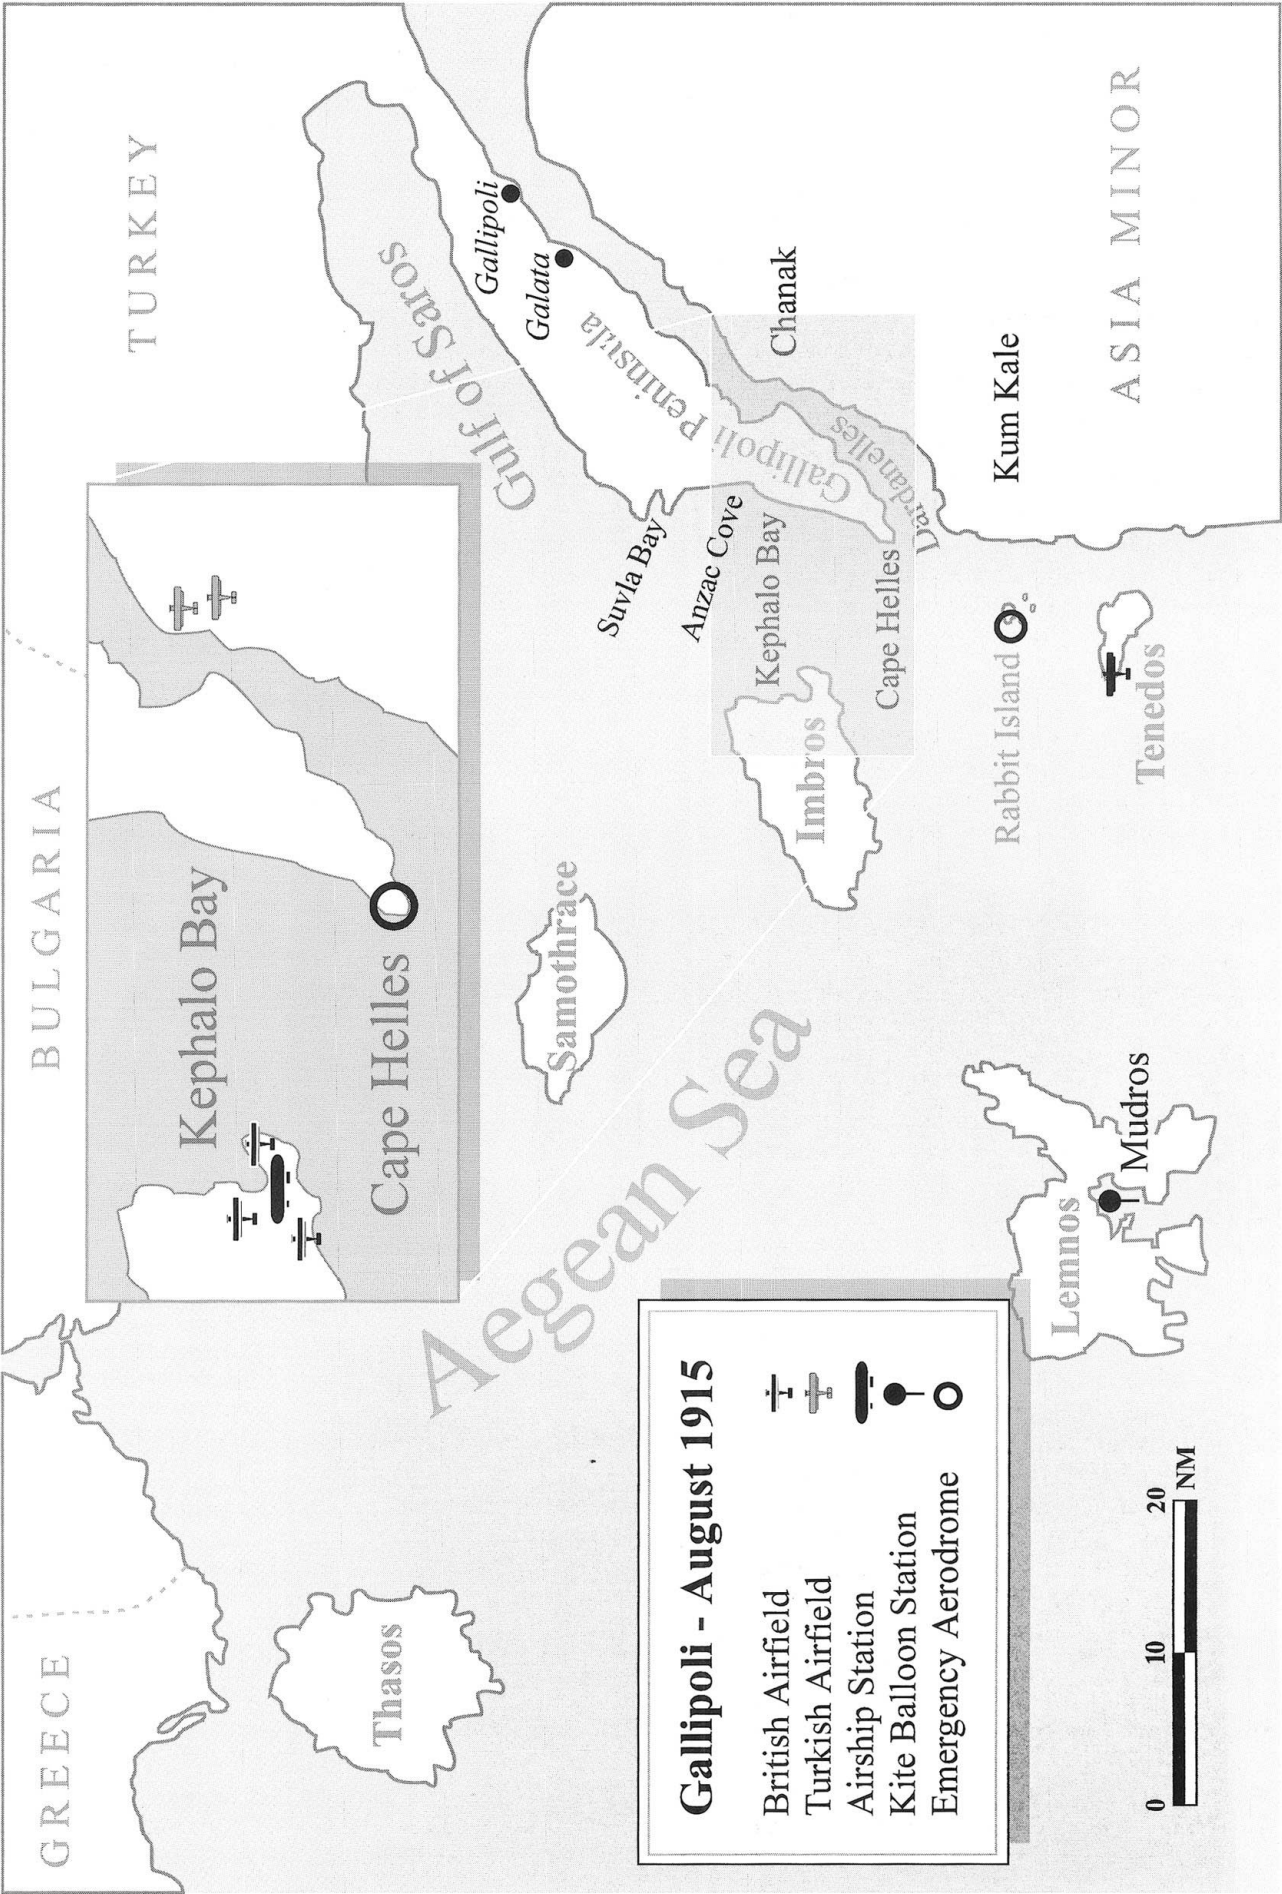 GREECE
BULGARIA
TURKEY
Kephalo Bay
Cape Helles
Gulf of Saros
Gallipoli
Galata
Gallipoli Peninsula
Thasos
Samothrace
Aegean Sea
Suvla Bay
Anzac Cove
Kephalo Bay
Cape Helles
Dardanelles
Chanak
Imbros
Kum Kale
Rabbit Island
Tenedos
ASIA MINOR
Lemnos
Mudros
Gallipoli - August 1915
British Airfield
Turkish Airfield
Airship Station
Kite Balloon Station
Emergency Aerodrome
0 10 20
NM